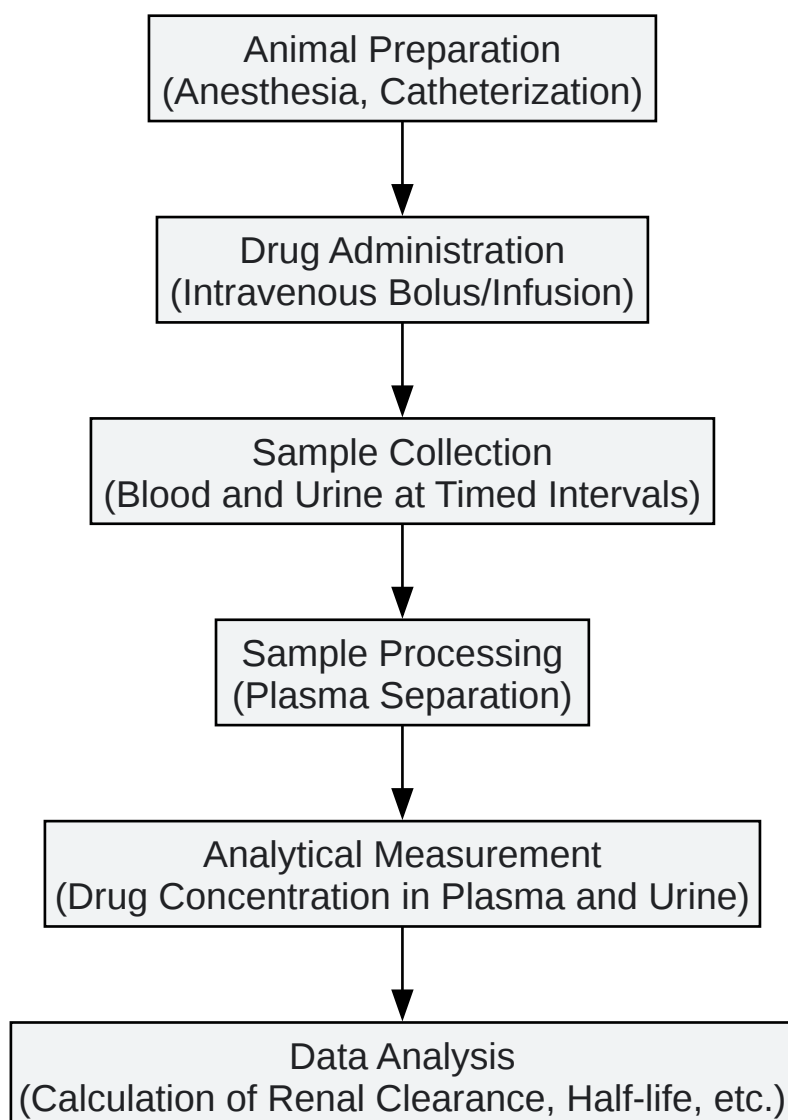 Animal Preparation
(Anesthesia, Catheterization)
Drug Administration
(Intravenous Bolus/Infusion)
Sample Collection
(Blood and Urine at Timed Intervals)
Sample Processing
(Plasma Separation)
Analytical Measurement
(Drug Concentration in Plasma and Urine)
Data Analysis
(Calculation of Renal Clearance, Half-life, etc.)